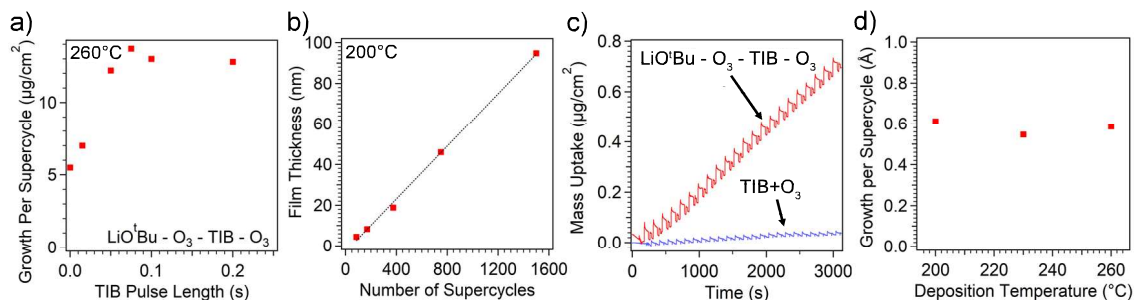 a)
260°C
Growth Per Supercycle (µg/cm²)
0
5
10
LiOᵗBu - O₃ - TIB - O₃
0.0
0.1
0.2
TIB Pulse Length (s)
b)
200°C
Film Thickness (nm)
100
80
60
40
20
0
0
400
800
1200
1600
Number of Supercycles
c)
Mass Uptake (µg/cm²)
0.8
0.4
0.2
0.0
LiOᵗBu - O₃ - TIB - O₃
TIB+O₃
0
1000
2000
3000
Time (s)
d)
Growth per Supercycle (Å)
1.0
0.8
0.6
0.4
0.2
0.0
200
220
240
260
Deposition Temperature (°C)